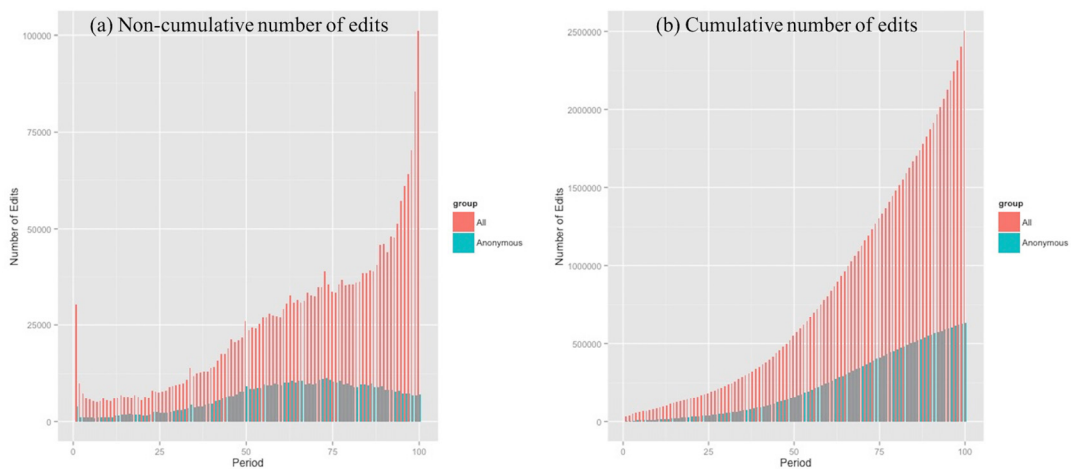 (a) Non-cumulative number of edits
100000
75000
50000
25000
0
Number of Edits
0 25 50 75 100
Period
group
All
Anonymous
(b) Cumulative number of edits
2500000
2000000
1500000
1000000
500000
0
Number of Edits
0 25 50 75 100
Period
group
All
Anonymous